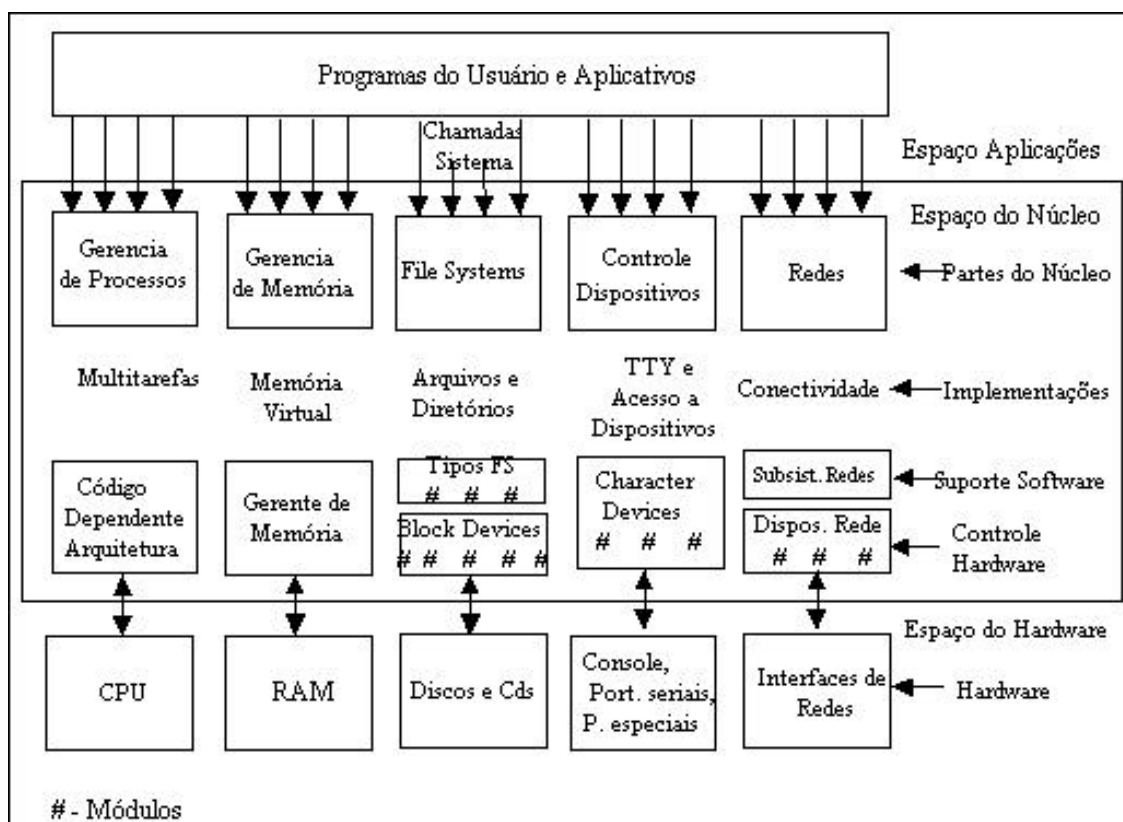 Programas do Usuário e Aplicativos
Chamadas
Sistema
Espaço Aplicações
Espaço do Núcleo
Gerencia
de Processos
Gerencia
de Memória
File Systems
Controle
Dispositivos
Redes
Partes do Núcleo
Multitarefas
Memória
Virtual
Arquivos e
Diretórios
TTY e
Acesso a
Dispositivos
Conectividade
Implementações
Código
Dependente
Arquitetura
Gerente de
Memória
Tipos FS
# # #
Block Devices
# # # # #
Character
Devices
# # #
Subsist. Redes
Suporte Software
Dispos. Rede
# # #
Controle
Hardware
Espaço do Hardware
CPU
RAM
Discos e Cds
Console,
Port. seriais,
P. especiais
Interfaces de
Redes
Hardware
# - Módulos